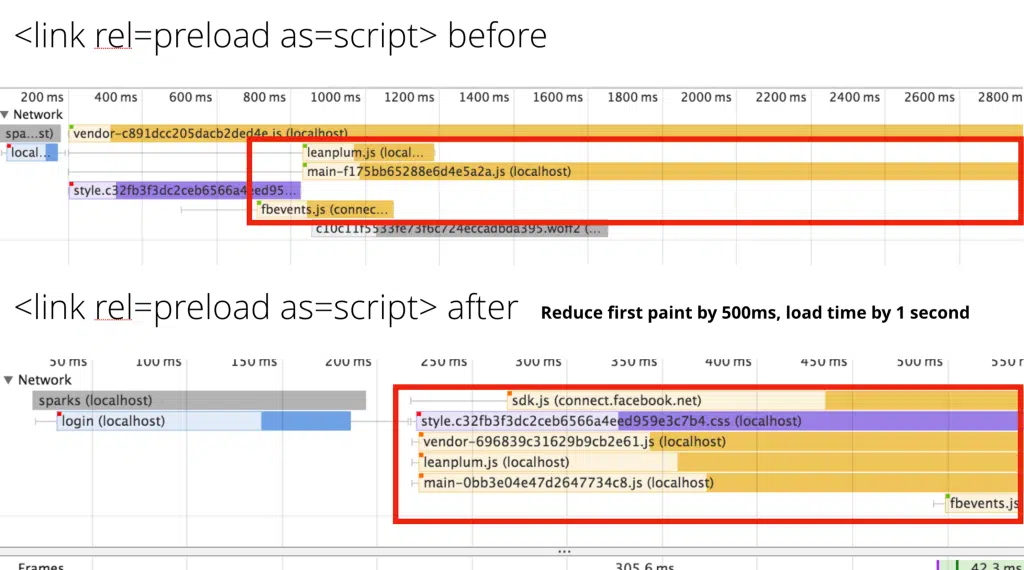 <link rel=preload as=script> before
200 ms 400 ms 600 ms 800 ms 1000 ms 1200 ms 1400 ms 1600 ms 1800 ms 2000 ms 2200 ms 2400 ms 2600 ms 2800 m
▼ Network
spa...st) vendor-c891dcc205dacb2ded4e.js (localhost)
local... leanplum.js (local...
main-f175bb65288e6d4e5a2a.js (localhost)
style.c32fb3f3dc2ceb6566a4eed95...
fbevents.js (connec...
c10c11f5533fe73f6c724eccadbda395.woff2 (...
<link rel=preload as=script> after Reduce first paint by 500ms, load time by 1 second
50 ms 100 ms 150 ms 200 ms 250 ms 300 ms 350 ms 400 ms 450 ms 500 ms 550 r
▼ Network
sparks (localhost) sdk.js (connect.facebook.net)
login (localhost) style.c32fb3f3dc2ceb6566a4eed959e3c7b4.css (localhost)
vendor-696839c31629b9cb2e61.js (localhost)
leanplum.js (localhost)
main-0bb3e04e47d2647734c8.js (localhost)
fbevents.js
...
Frames 305.6 ms 42.3 ms